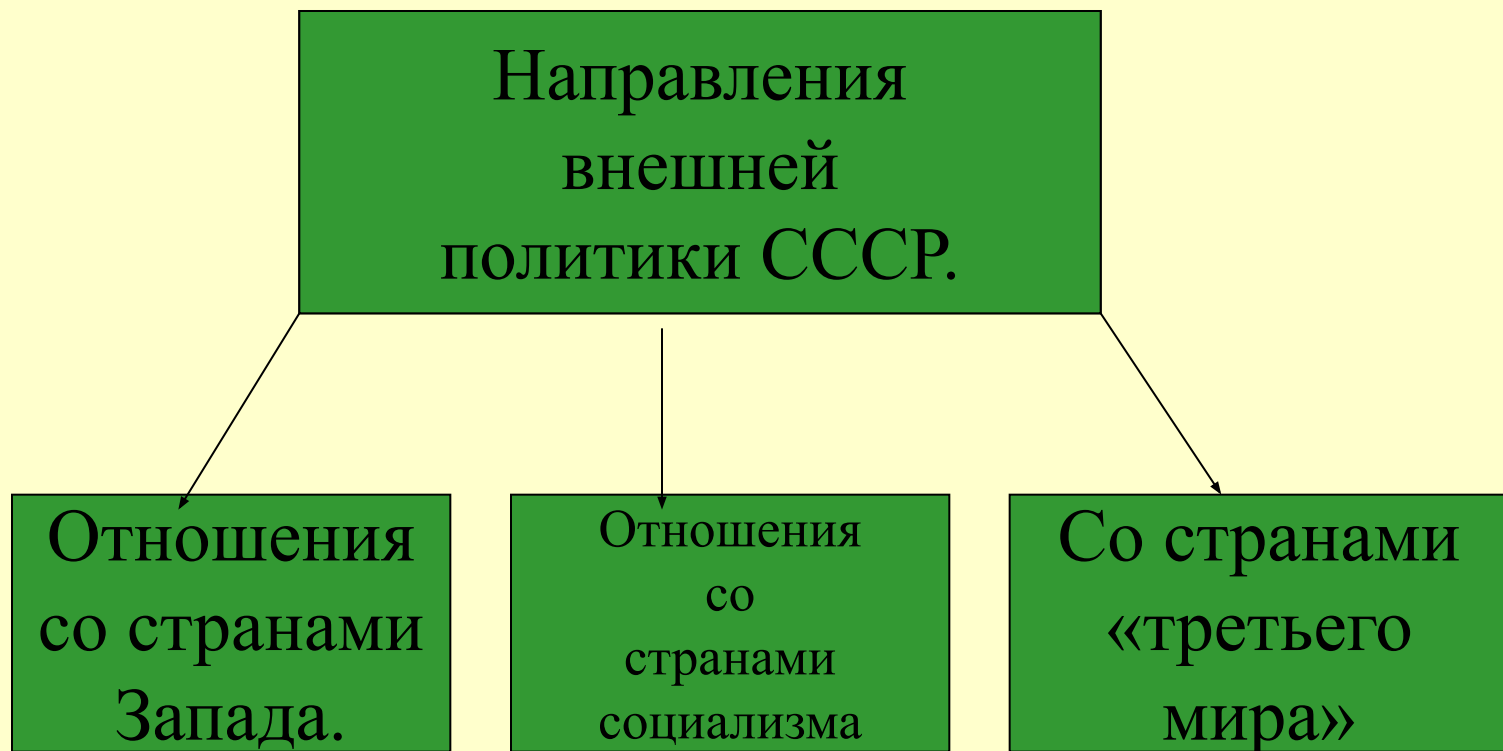 Направления
внешней
политики СССР.
Отношения
со странами
Запада.
Отношения
со
странами
социализма
Со странами
«третьего
мира»